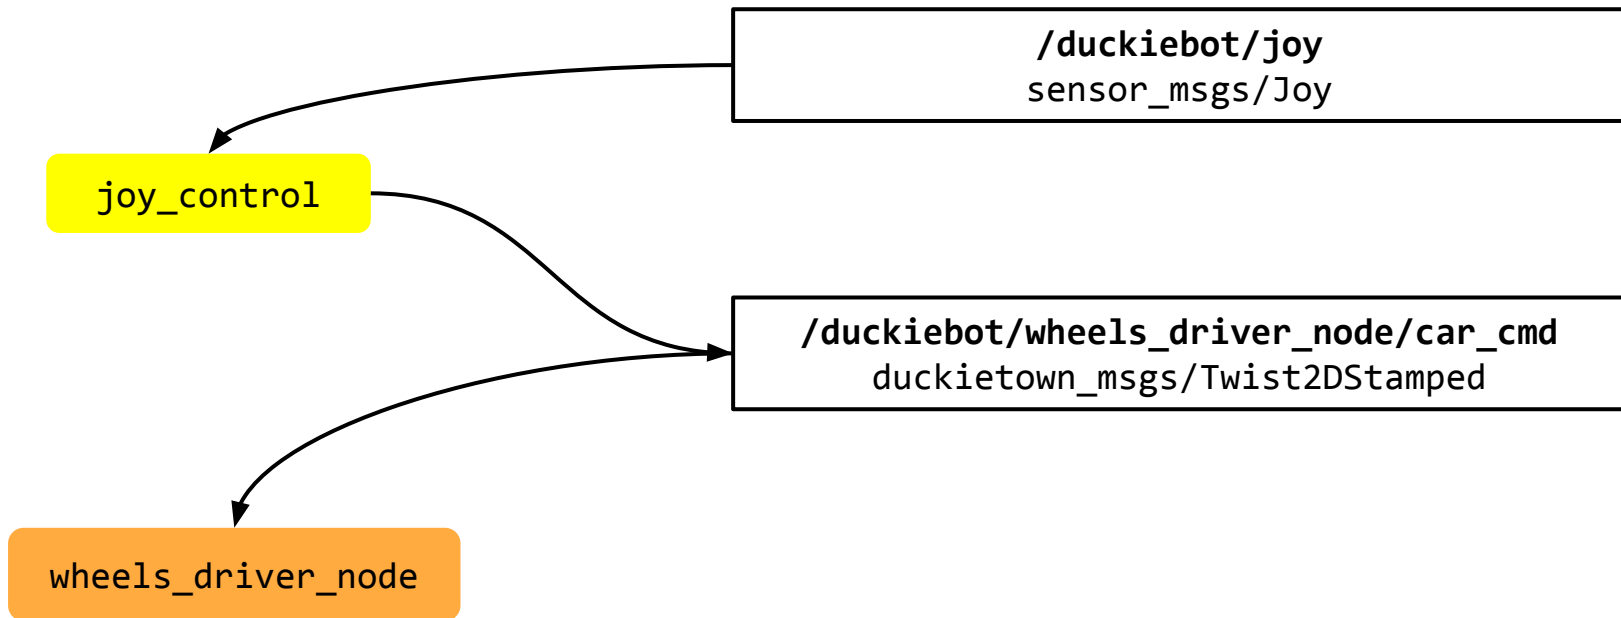 /duckiebot/joy
sensor_msgs/Joy
joy_control
/duckiebot/wheels_driver_node/car_cmd
duckietown_msgs/Twist2DStamped
wheels_driver_node